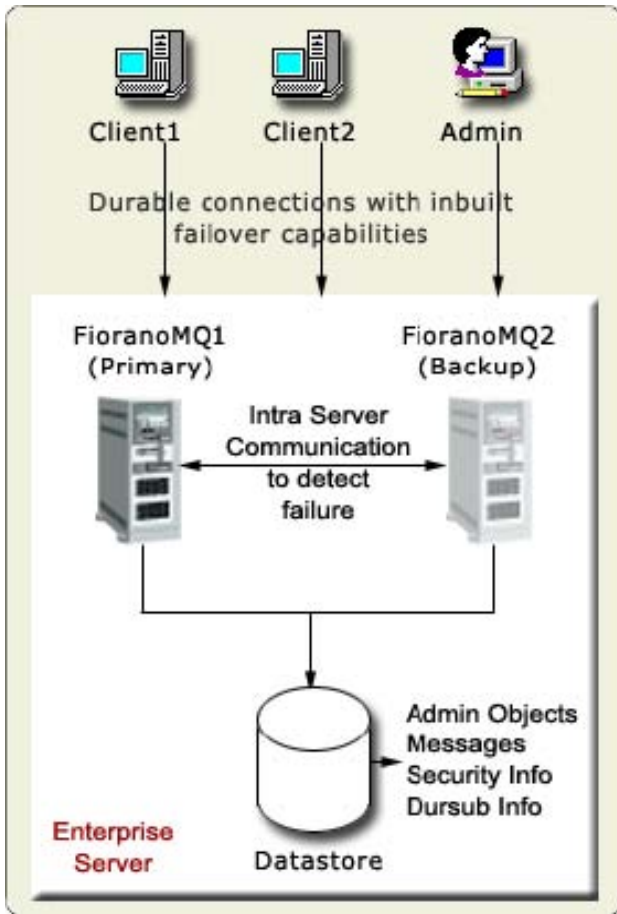 Client1
Client2
Admin
Durable connections with inbuilt
failover capabilities
FioranoMQ1
(Primary)
FioranoMQ2
(Backup)
Intra Server
Communication
to detect
failure
Admin Objects
Messages
Security Info
Dursub Info
Enterprise
Server
Datastore